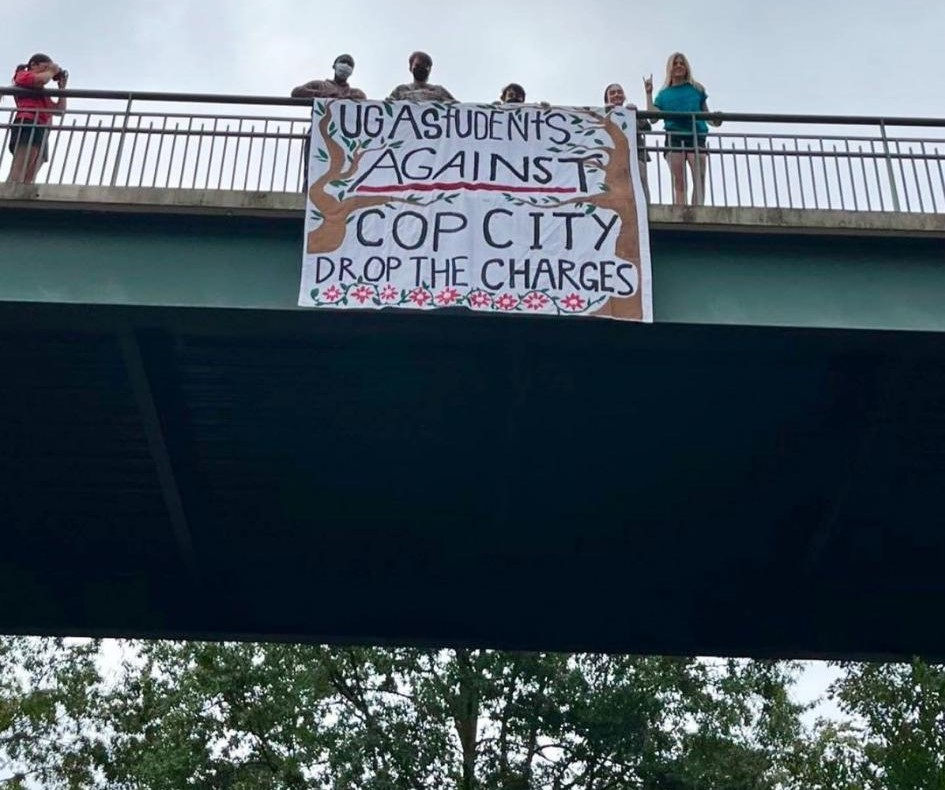 UGA StUDENtS
AGAINST
COP CITY
DROP THE CHARGES